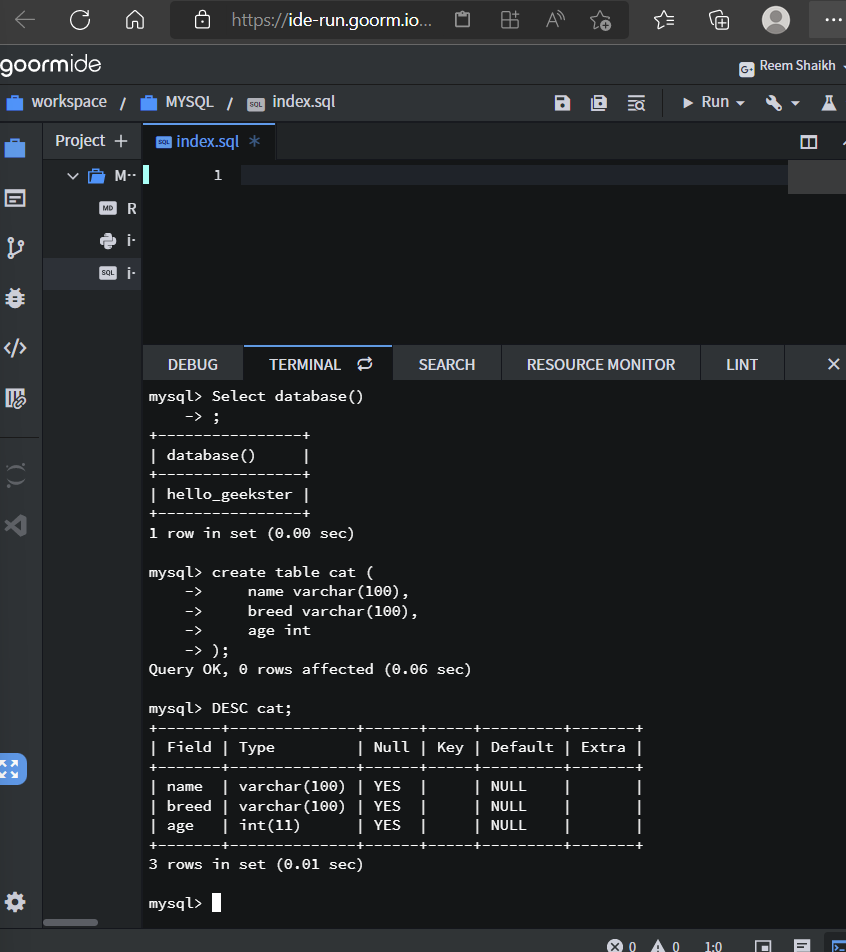 https://ide-run.goorm.io...
goormide
G+ Reem Shaikh
workspace / MYSQL / SQL index.sql
Run
Project +
SQL index.sql *
M··
1
MD R
i·
SQL i·
DEBUG TERMINAL SEARCH RESOURCE MONITOR LINT
mysql> Select database()
    -> ;
+----------------+
| database()     |
+----------------+
| hello_geekster |
+----------------+
1 row in set (0.00 sec)
mysql> create table cat (
    ->     name varchar(100),
    ->     breed varchar(100),
    ->     age int
    -> );
Query OK, 0 rows affected (0.06 sec)
mysql> DESC cat;
+-------+--------------+------+-----+---------+-------+
| Field | Type         | Null | Key | Default | Extra |
+-------+--------------+------+-----+---------+-------+
| name  | varchar(100) | YES  |     | NULL    |       |
| breed | varchar(100) | YES  |     | NULL    |       |
| age   | int(11)      | YES  |     | NULL    |       |
+-------+--------------+------+-----+---------+-------+
3 rows in set (0.01 sec)
mysql>
0 0 1:0